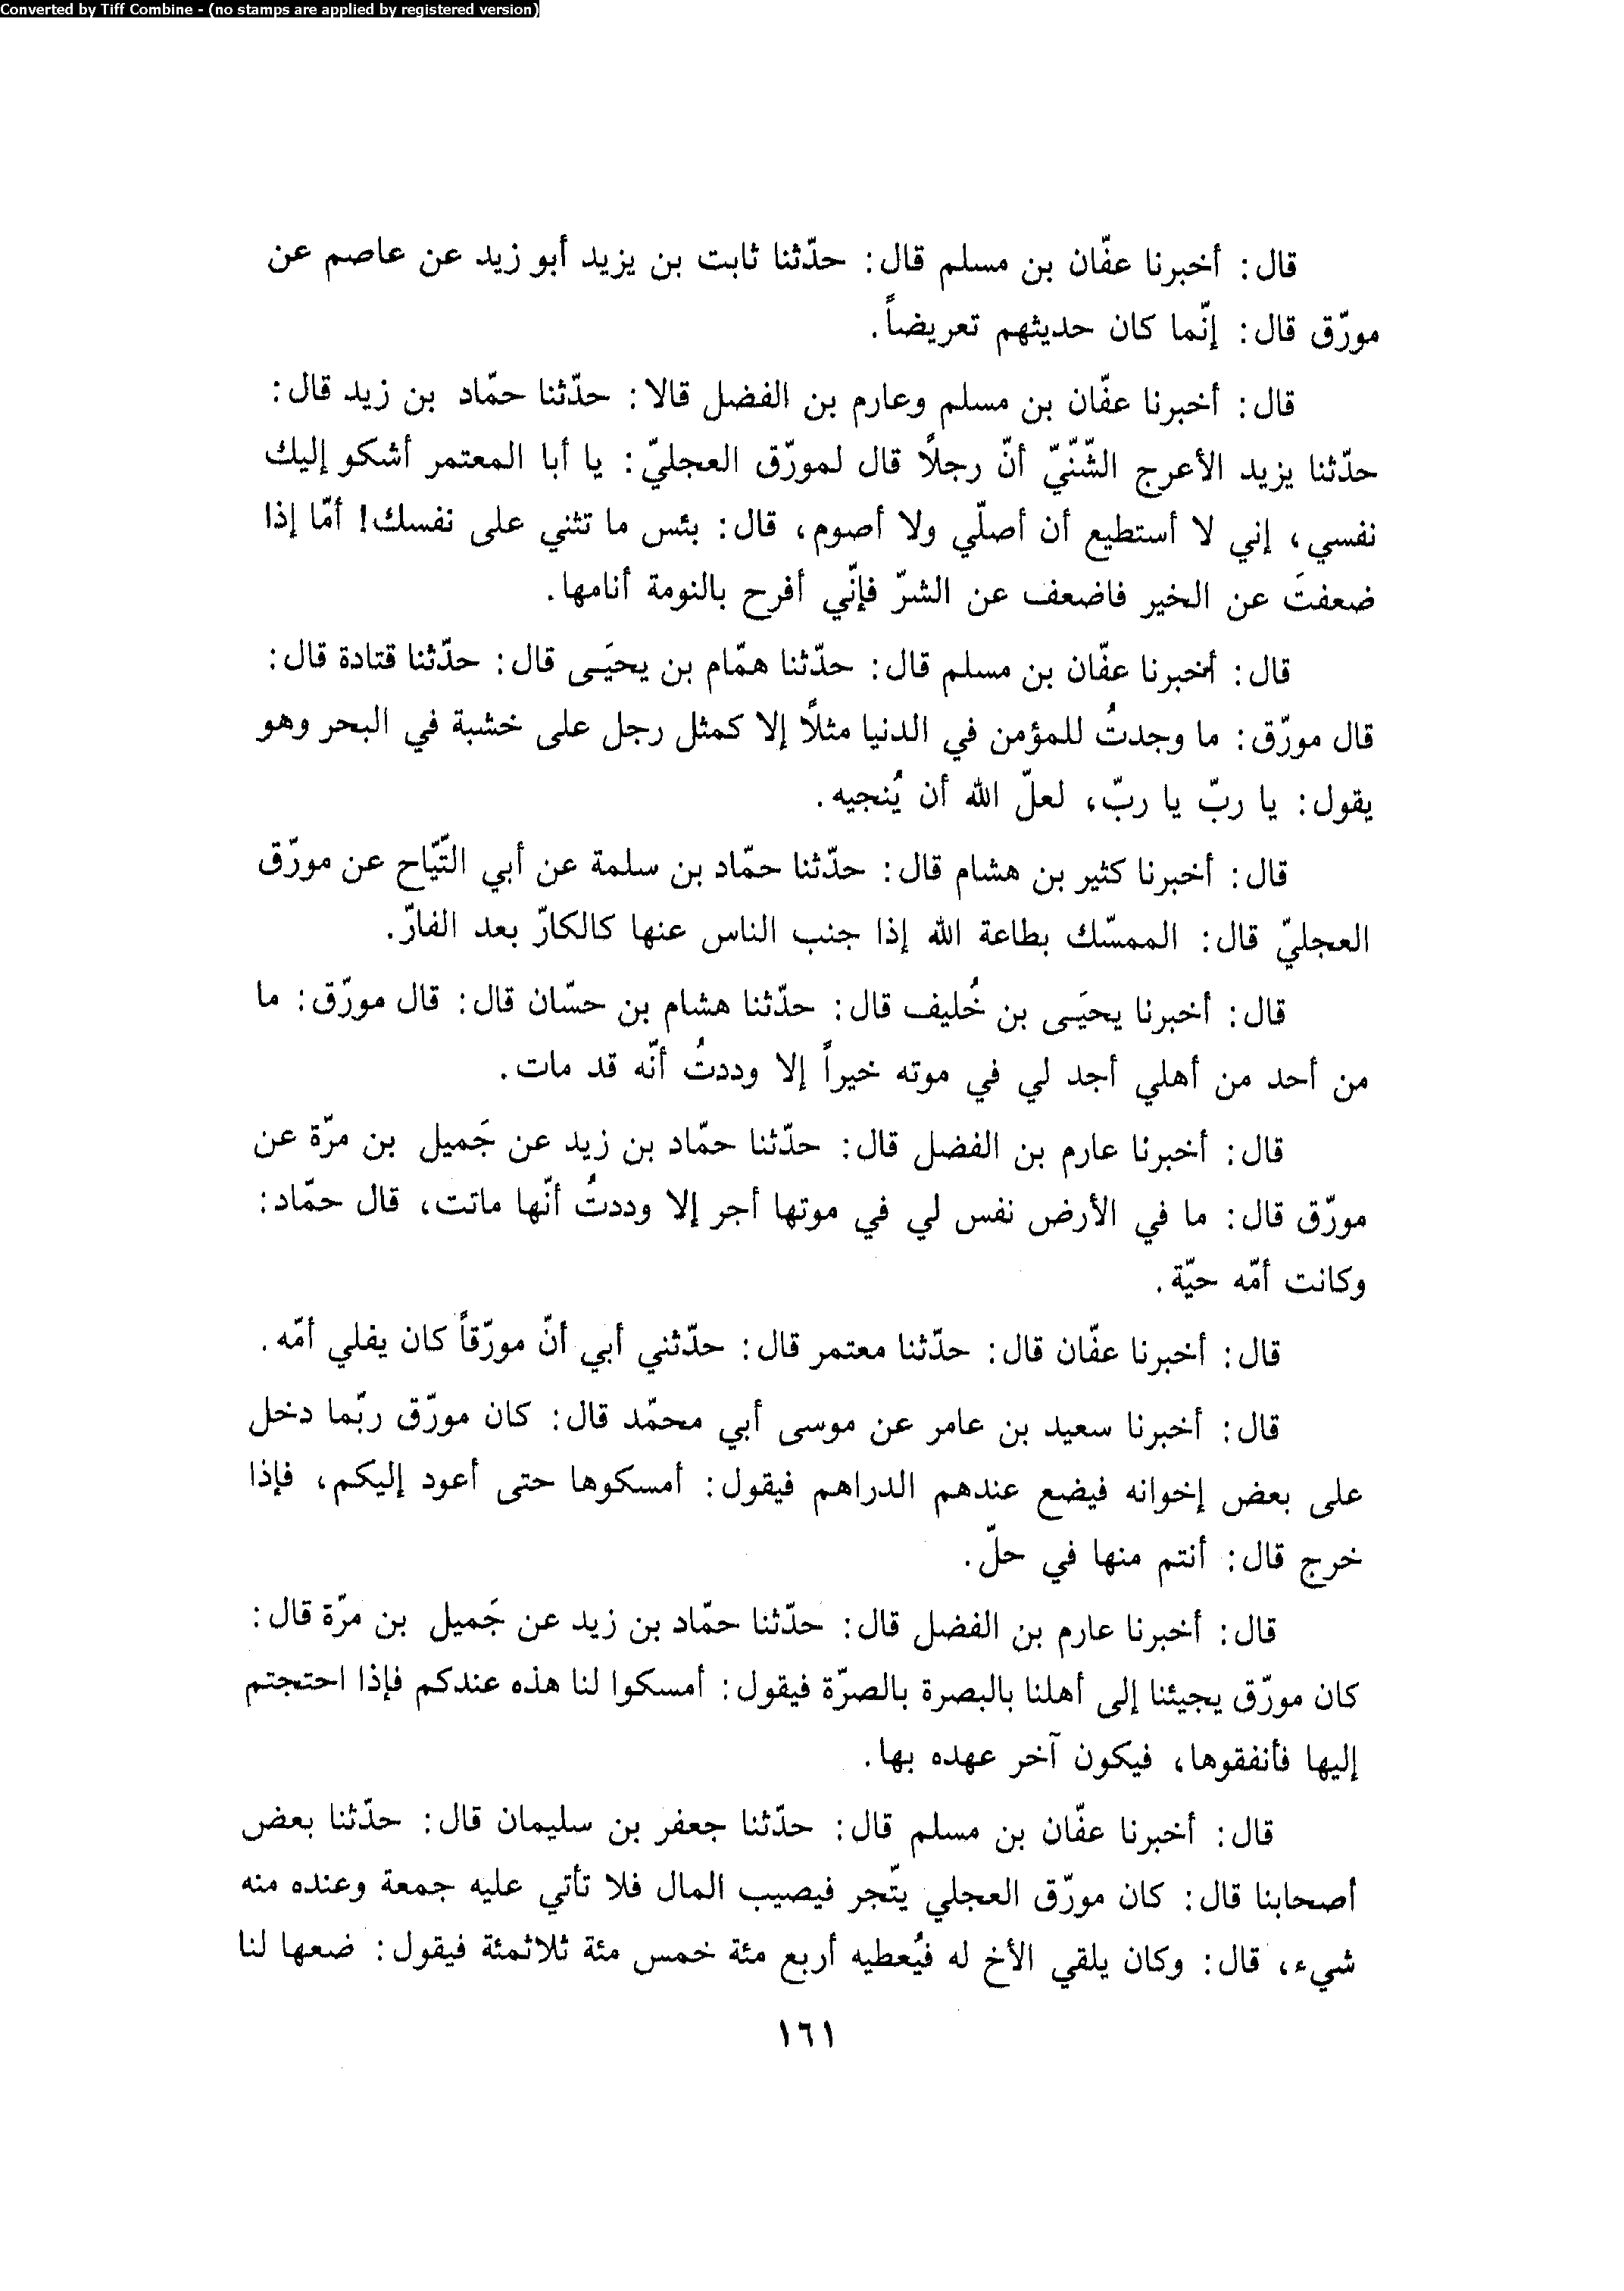 Converted by Tiff Combine - (no stamps are applied by registered version)
قال: أخبرنا عفّان بن مسلم قال: حدّثنا ثابت بن يزيد أبو زيد عن عاصم عن
مورّق قال: إنّما كان حديثهم تعريضاً.
قال: أخبرنا عفّان بن مسلم وعارم بن الفضل قالا: حدّثنا حمّاد بن زيد قال:
حدّثنا يزيد الأعرج الشّنّيّ أنّ رجلًا قال لمورّق العجليّ: يا أبا المعتمر أشكو إليك
نفسي، إني لا أستطيع أن أصلّي ولا أصوم، قال: بئس ما تثني على نفسك! أمّا إذا
ضعفتَ عن الخير فاضعف عن الشرّ فإنّي أفرح بالنومة أنامها.
قال: أخبرنا عفّان بن مسلم قال: حدّثنا همّام بن يحيَى قال: حدّثنا قتادة قال:
قال مورّق: ما وجدتُ للمؤمن في الدنيا مثلًا إلا كمثل رجل على خشبة في البحر وهو
يقول: يا ربّ يا ربّ، لعلّ الله أن يُنجيه.
قال: أخبرنا كثير بن هشام قال: حدّثنا حمّاد بن سلمة عن أبي التّيّاح عن مورّق
العجليّ قال: الممسّك بطاعة الله إذا جنب الناس عنها كالكارّ بعد الفارّ.
قال: أخبرنا يحيَى بن خُليف قال: حدّثنا هشام بن حسّان قال: قال مورّق: ما
من أحد من أهلي أجد لي في موته خيراً إلا وددتُ أنّه قد مات.
قال: أخبرنا عارم بن الفضل قال: حدّثنا حمّاد بن زيد عن جَميل بن مرّة عن
مورّق قال: ما في الأرض نفس لي في موتها أجر إلا وددتُ أنّها ماتت، قال حمّاد:
وكانت أمّه حيّة.
قال: أخبرنا عفّان قال: حدّثنا معتمر قال: حدّثني أبي أنّ مورّقاً كان يفلي أمّه.
قال: أخبرنا سعيد بن عامر عن موسى أبي محمّد قال: كان مورّق ربّما دخل
على بعض إخوانه فيضع عندهم الدراهم فيقول: أمسكوها حتى أعود إليكم، فإذا
خرج قال: أنتم منها في حلّ.
قال: أخبرنا عارم بن الفضل قال: حدّثنا حمّاد بن زيد عن جَميل بن مرّة قال:
كان مورّق يجيئنا إلى أهلنا بالبصرة بالصرّة فيقول: أمسكوا لنا هذه عندكم فإذا احتجتم
إليها فأنفقوها، فيكون آخر عهده بها.
قال: أخبرنا عفّان بن مسلم قال: حدّثنا جعفر بن سليمان قال: حدّثنا بعض
أصحابنا قال: كان مورّق العجلي يتّجر فيصيب المال فلا تأتي عليه جمعة وعنده منه
شيء، قال: وكان يلقي الأخ له فيُعطيه أربع مئة خمس مئة ثلاثمئة فيقول: ضعها لنا
١٦١